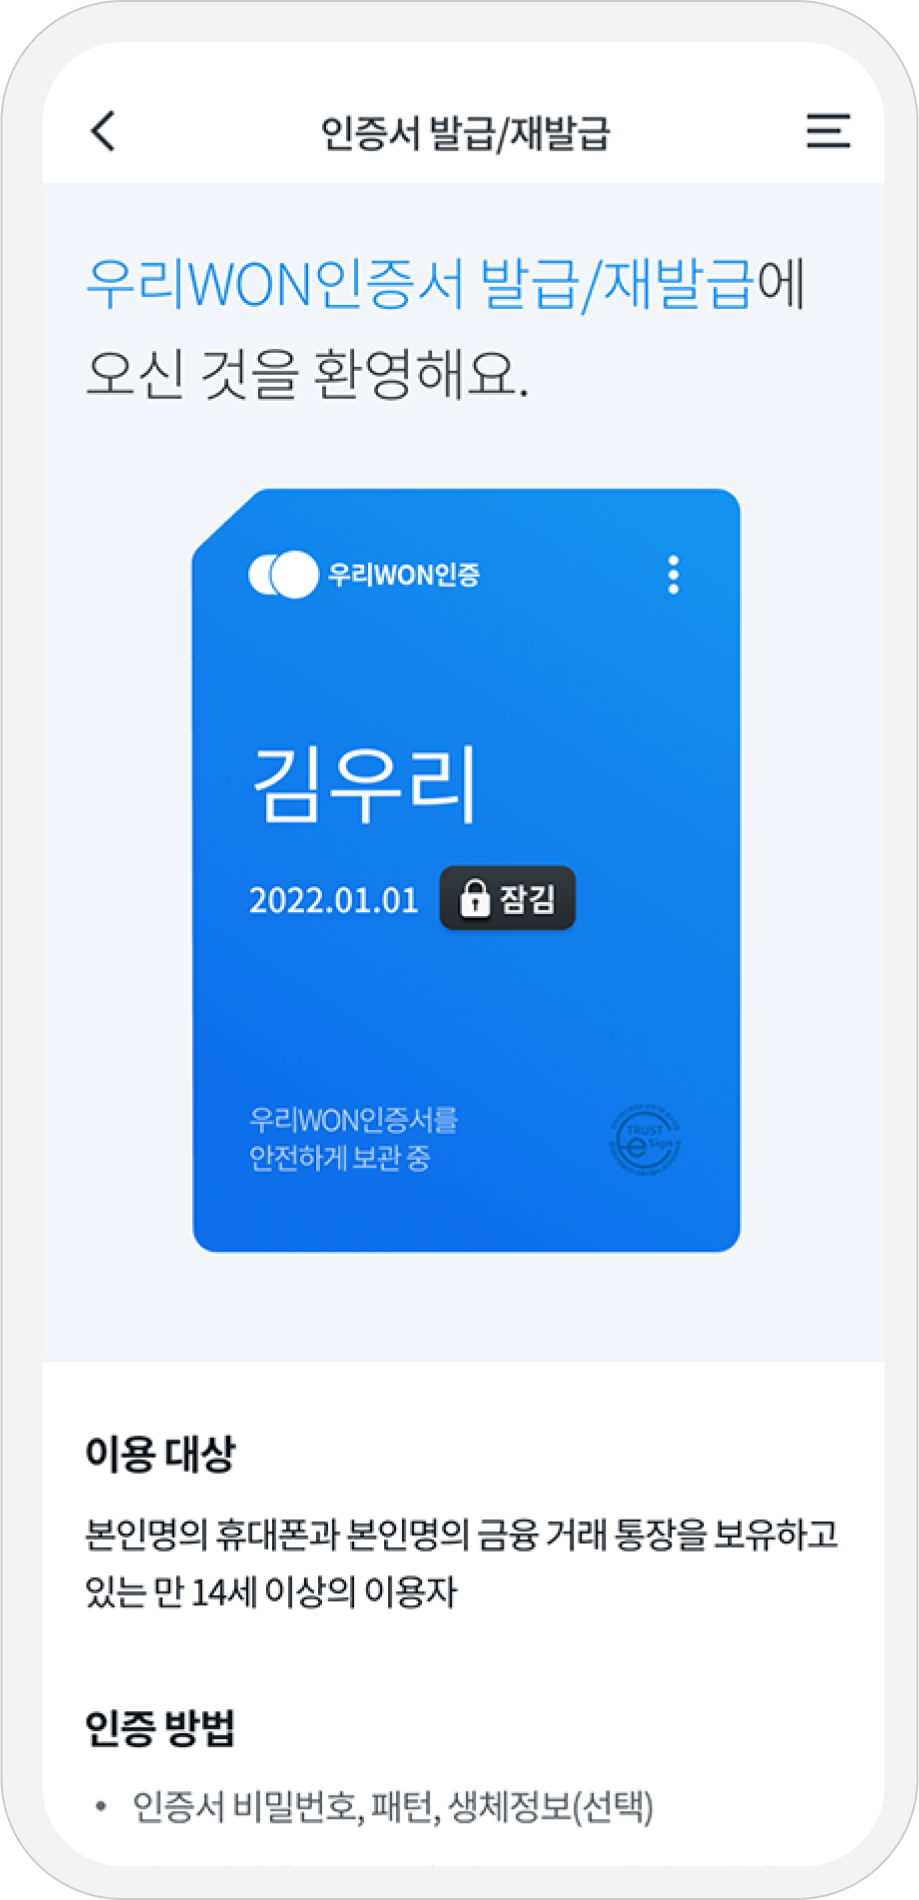 인증서 발급/재발급
우리WON인증서 발급/재발급에
오신 것을 환영해요.
우리WON인증
김우리
2022.01.01 잠김
우리WON인증서를
안전하게 보관 중
TRUST
eSign
이용 대상
본인명의 휴대폰과 본인명의 금융 거래 통장을 보유하고
있는 만 14세 이상의 이용자
인증 방법
• 인증서 비밀번호, 패턴, 생체정보(선택)